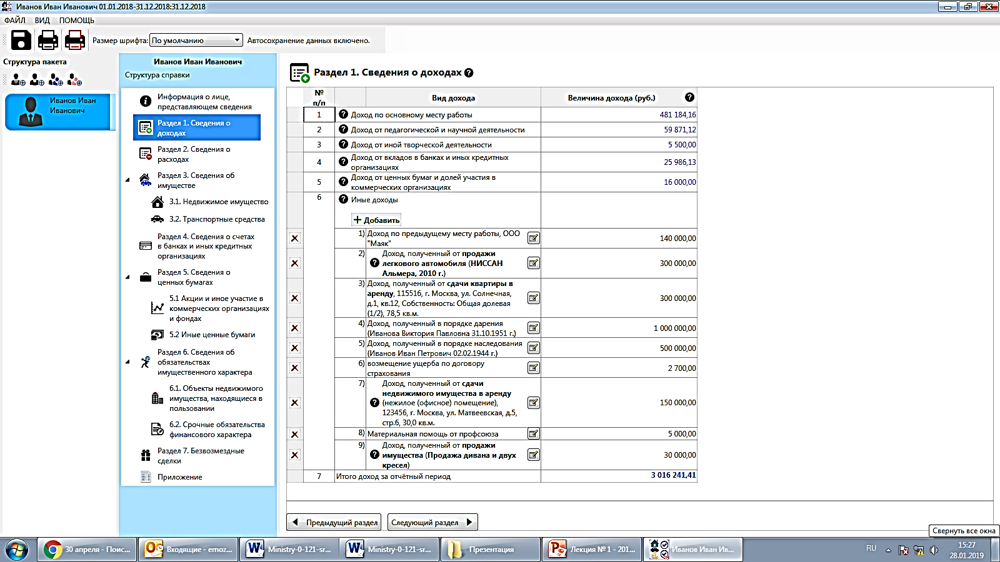 Иванов Иван Иванович 01.01.2018-31.12.2018:31.12.2018
ФАЙЛ ВИД ПОМОЩЬ
Размер шрифта: По умолчанию Автосохранение данных включено.
Структура пакета
Иванов Иван
Иванович
Иванов Иван Иванович
Структура справки
Информация о лице,
представляющем сведения
Раздел 1. Сведения о
доходах
Раздел 2. Сведения о
расходах
Раздел 3. Сведения об
имуществе
3.1. Недвижимое имущество
3.2. Транспортные средства
Раздел 4. Сведения о счетах
в банках и иных кредитных
организациях
Раздел 5. Сведения о
ценных бумагах
5.1 Акции и иное участие в
коммерческих организациях
и фондах
5.2 Иные ценные бумаги
Раздел 6. Сведения об
обязательствах
имущественного характера
6.1. Объекты недвижимого
имущества, находящиеся в
пользовании
6.2. Срочные обязательства
финансового характера
Раздел 7. Безвозмездные
сделки
Приложение
Раздел 1. Сведения о доходах ?
№
п/п
Вид дохода
Величина дохода (руб.) ?
1 ? Доход по основному месту работы 481 184,16
2 ? Доход от педагогической и научной деятельности 59 871,12
3 ? Доход от иной творческой деятельности 5 500,00
4 ? Доход от вкладов в банках и иных кредитных
организациях 25 986,13
5 ? Доход от ценных бумаг и долей участия в
коммерческих организациях 16 000,00
6 ? Иные доходы
+ Добавить
1) Доход по предыдущему месту работы, ООО
"Маяк" 140 000,00
2) Доход, полученный от продажи
? легкового автомобиля (НИССАН
Альмера, 2010 г.) 300 000,00
3) Доход, полученный от сдачи квартиры в
аренду, 115516, г. Москва, ул. Солнечная,
д.1, кв.12, Собственность: Общая долевая
(1/2), 78,5 кв.м. 300 000,00
4) Доход, полученный в порядке дарения
(Иванова Виктория Павловна 31.10.1951 г.) 1 000 000,00
5) Доход, полученный в порядке наследования
(Иванов Иван Петрович 02.02.1944 г.) 500 000,00
6) возмещение ущерба по договору
страхования 2 700,00
7) Доход, полученный от сдачи
недвижимого имущества в аренду
? (нежилое (офисное) помещение),
123456, г. Москва, ул. Матвеевская, д.5,
стр.6, 30,0 кв.м. 150 000,00
8) Материальная помощь от профсоюза 5 000,00
9) Доход, полученный от продажи
? имущества (Продажа дивана и двух
кресел) 30 000,00
7 Итого доход за отчётный период 3 016 241,41
Предыдущий раздел Следующий раздел
Свернуть все окна
30 апреля - Поис... Входящие - emoz... Ministry-0-121-sr... Ministry-0-121-sr... Презентация Лекция № 1 - 201... Иванов Иван Ив...
RU
15:27
28.01.2019